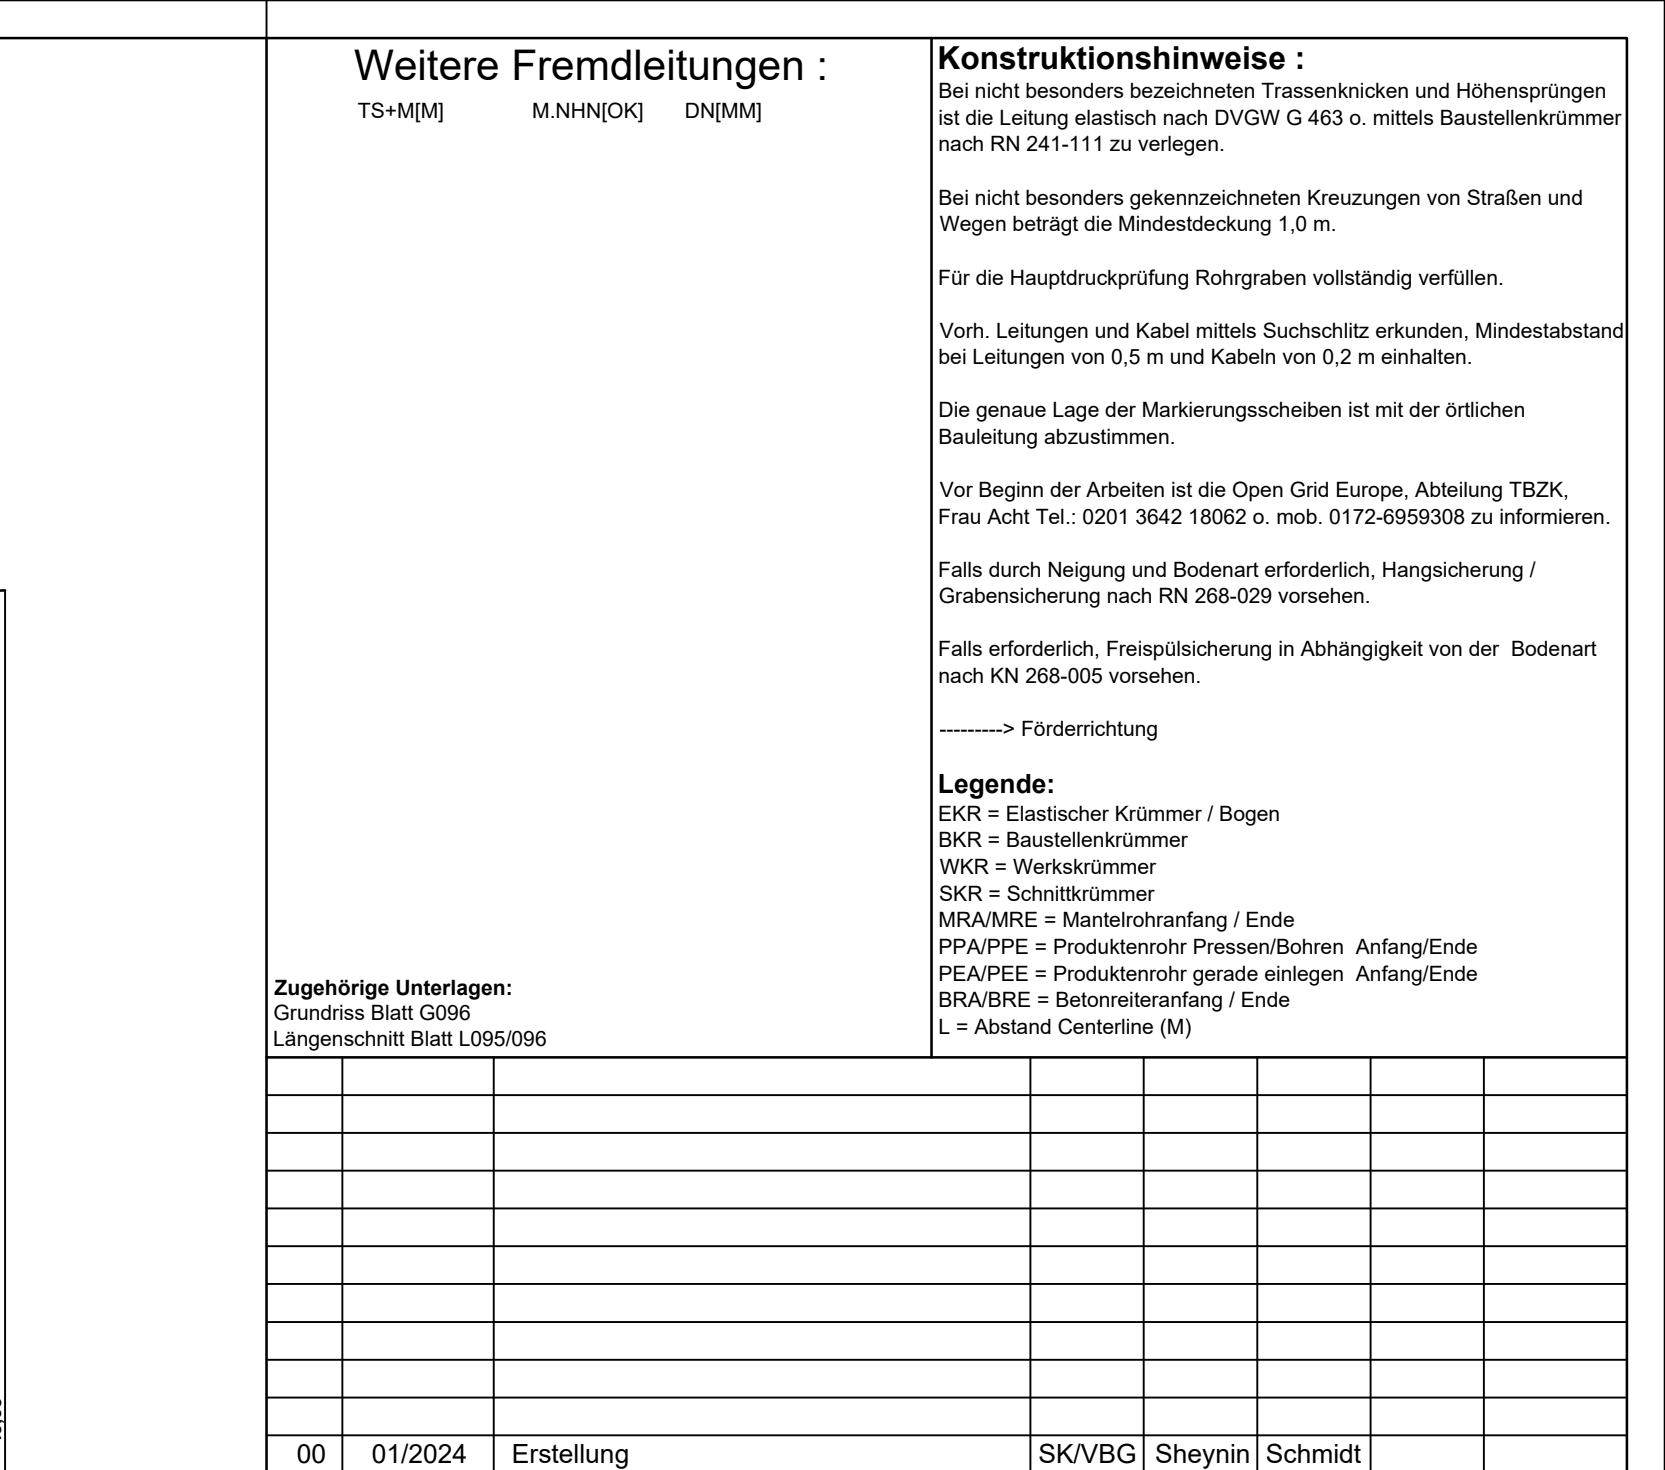 Weitere Fremdleitungen :
TS+M[M] M.NHN[OK] DN[MM]
Zugehörige Unterlagen:
Grundriss Blatt G096
Längenschnitt Blatt L095/096
Konstruktionshinweise :
Bei nicht besonders bezeichneten Trassenknicken und Höhensprüngen
ist die Leitung elastisch nach DVGW G 463 o. mittels Baustellenkrümmer
nach RN 241-111 zu verlegen.
Bei nicht besonders gekennzeichneten Kreuzungen von Straßen und
Wegen beträgt die Mindestdeckung 1,0 m.
Für die Hauptdruckprüfung Rohrgraben vollständig verfüllen.
Vorh. Leitungen und Kabel mittels Suchschlitz erkunden, Mindestabstand
bei Leitungen von 0,5 m und Kabeln von 0,2 m einhalten.
Die genaue Lage der Markierungsscheiben ist mit der örtlichen
Bauleitung abzustimmen.
Vor Beginn der Arbeiten ist die Open Grid Europe, Abteilung TBZK,
Frau Acht Tel.: 0201 3642 18062 o. mob. 0172-6959308 zu informieren.
Falls durch Neigung und Bodenart erforderlich, Hangsicherung /
Grabensicherung nach RN 268-029 vorsehen.
Falls erforderlich, Freispülsicherung in Abhängigkeit von der  Bodenart
nach KN 268-005 vorsehen.
---------> Förderrichtung
Legende:
EKR = Elastischer Krümmer / Bogen
BKR = Baustellenkrümmer
WKR = Werkskrümmer
SKR = Schnittkrümmer
MRA/MRE = Mantelrohranfang / Ende
PPA/PPE = Produktenrohr Pressen/Bohren  Anfang/Ende
PEA/PEE = Produktenrohr gerade einlegen  Anfang/Ende
BRA/BRE = Betonreiteranfang / Ende
L = Abstand Centerline (M)
00 01/2024 Erstellung SK/VBG Sheynin Schmidt